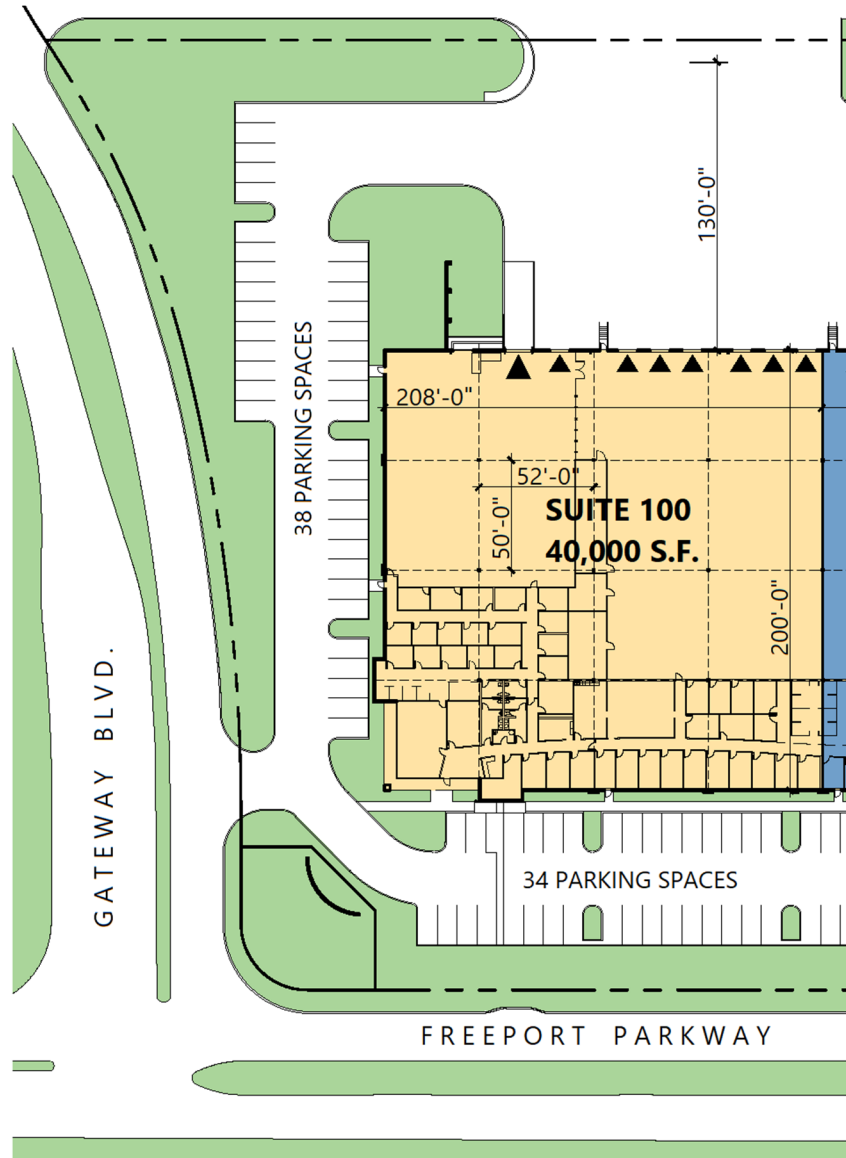 130'-0"
38 PARKING SPACES
208'-0"
52'-0"
50'-0"
SUITE 100
40,000 S.F.
200'-0"
GATEWAY BLVD.
34 PARKING SPACES
FREEPORT PARKWAY